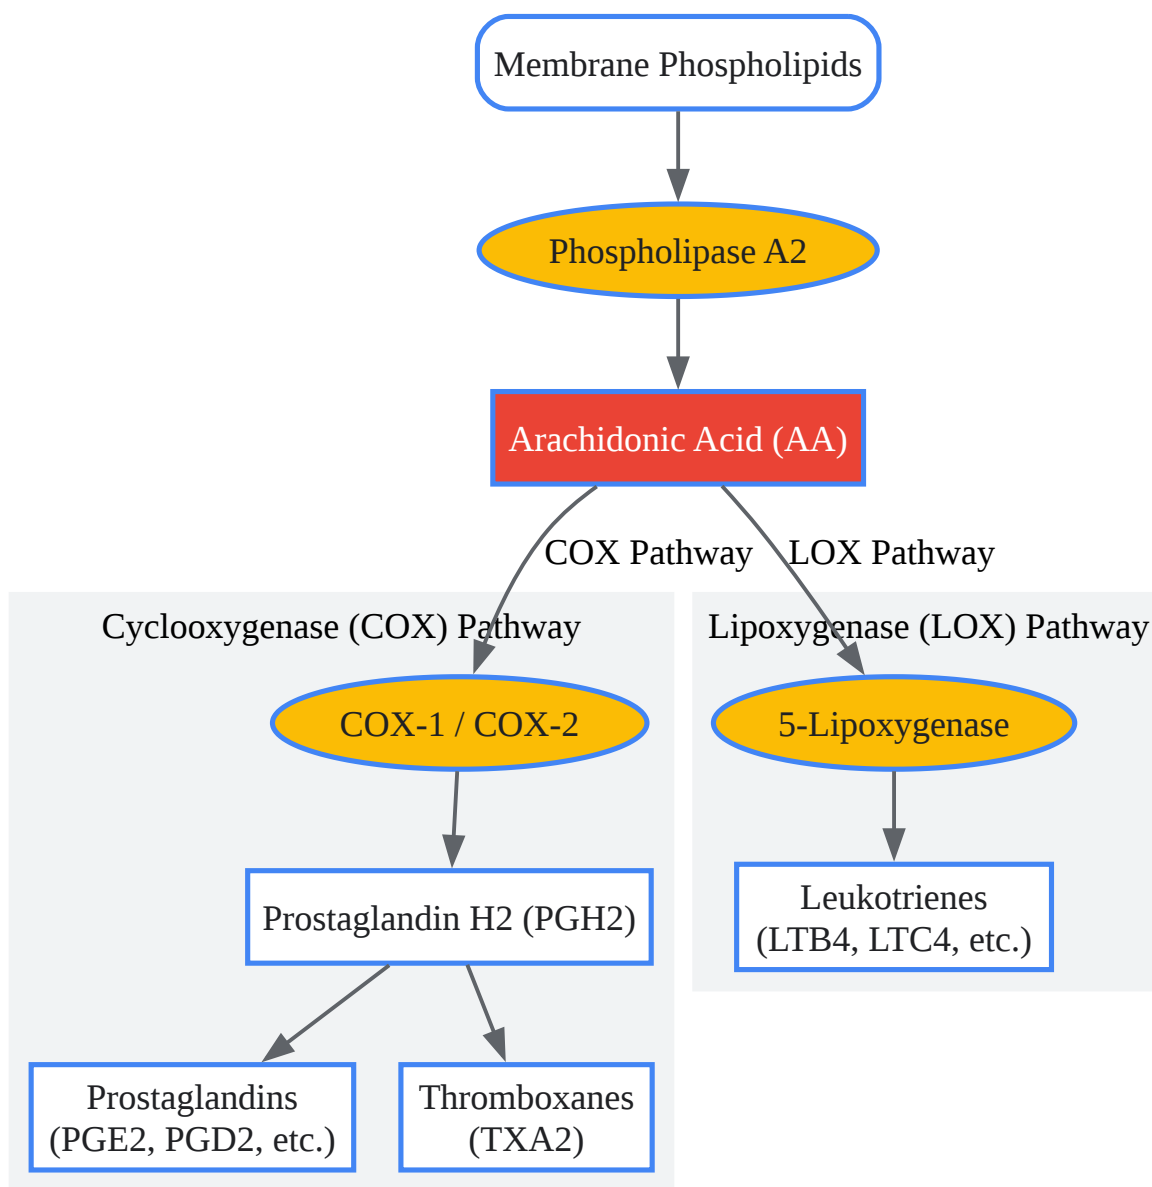 Membrane Phospholipids
Phospholipase A2
Arachidonic Acid (AA)
COX Pathway
LOX Pathway
Cyclooxygenase (COX) Pathway
Lipoxygenase (LOX) Pathway
COX-1 / COX-2
5-Lipoxygenase
Prostaglandin H2 (PGH2)
Leukotrienes
(LTB4, LTC4, etc.)
Prostaglandins
(PGE2, PGD2, etc.)
Thromboxanes
(TXA2)